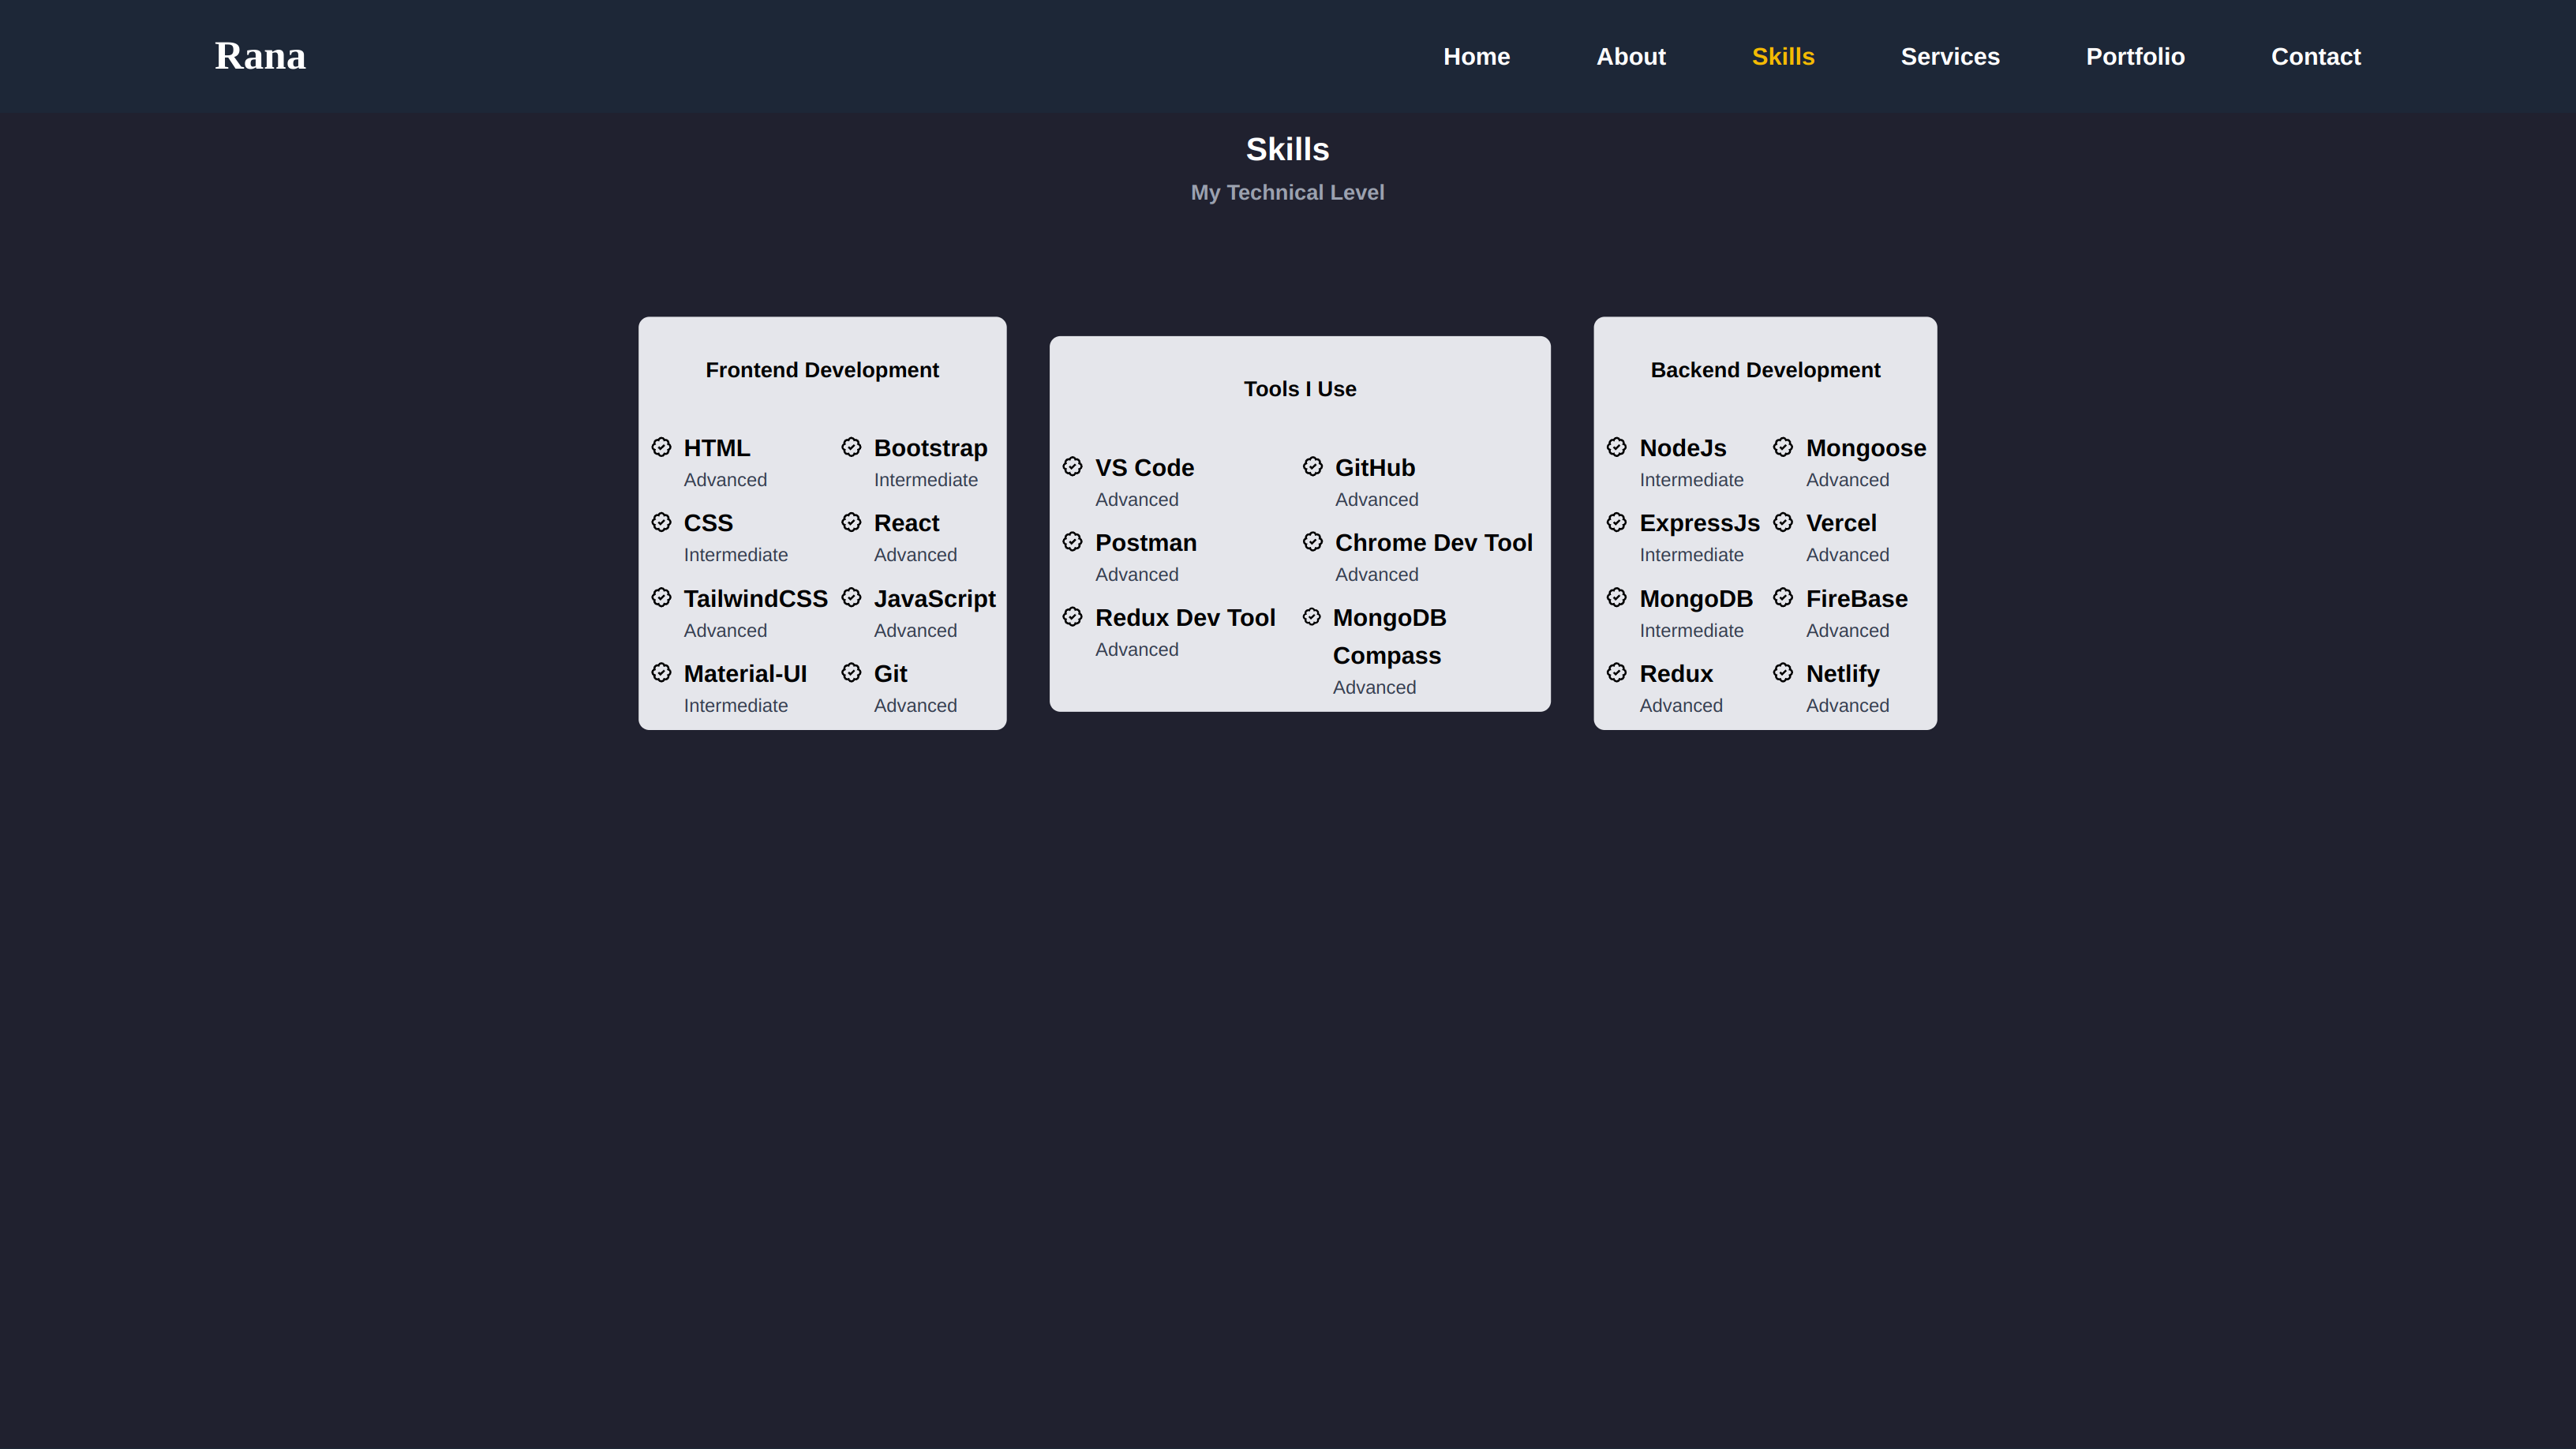 Rana
Home
About
Skills
Services
Portfolio
Contact
Skills
My Technical Level
Frontend Development
HTML
Advanced
CSS
Intermediate
TailwindCSS
Advanced
Material-UI
Intermediate
Bootstrap
Intermediate
React
Advanced
JavaScript
Advanced
Git
Advanced
Tools I Use
VS Code
Advanced
Postman
Advanced
Redux Dev Tool
Advanced
GitHub
Advanced
Chrome Dev Tool
Advanced
MongoDB
Compass
Advanced
Backend Development
NodeJs
Intermediate
ExpressJs
Intermediate
MongoDB
Intermediate
Redux
Advanced
Mongoose
Advanced
Vercel
Advanced
FireBase
Advanced
Netlify
Advanced